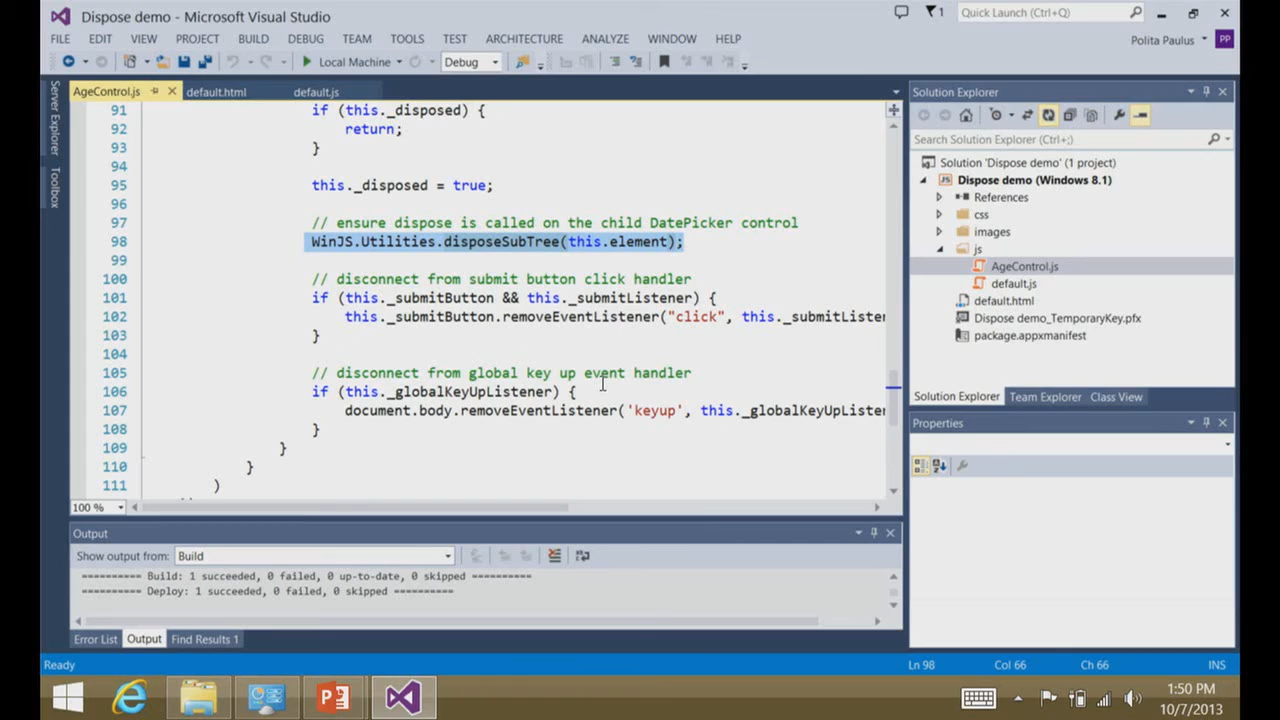 Dispose demo - Microsoft Visual Studio
1
Quick Launch (Ctrl+Q)
FILE EDIT VIEW PROJECT BUILD DEBUG TEAM TOOLS TEST ARCHITECTURE ANALYZE WINDOW HELP
Polita Paulus PP
Local Machine Debug
Server Explorer
Toolbox
AgeControl.js default.html default.js
91 if (this._disposed) {
92 return;
93 }
94
95 this._disposed = true;
96
97 // ensure dispose is called on the child DatePicker control
98 WinJS.Utilities.disposeSubTree(this.element);
99
100 // disconnect from submit button click handler
101 if (this._submitButton && this._submitListener) {
102 this._submitButton.removeEventListener("click", this._submitListen
103 }
104
105 // disconnect from global key up event handler
106 if (this._globalKeyUpListener) {
107 document.body.removeEventListener('keyup', this._globalKeyUpListen
108 }
109 }
110 }
111 )
100 %
Solution Explorer
Search Solution Explorer (Ctrl+;)
Solution 'Dispose demo' (1 project)
JS Dispose demo (Windows 8.1)
References
css
images
js
AgeControl.js
default.js
default.html
Dispose demo_TemporaryKey.pfx
package.appxmanifest
Solution Explorer Team Explorer Class View
Properties
Output
Show output from: Build
========== Build: 1 succeeded, 0 failed, 0 up-to-date, 0 skipped ==========
========== Deploy: 1 succeeded, 0 failed, 0 skipped ==========
Error List Output Find Results 1
Ready Ln 98 Col 66 Ch 66 INS
1:50 PM
10/7/2013